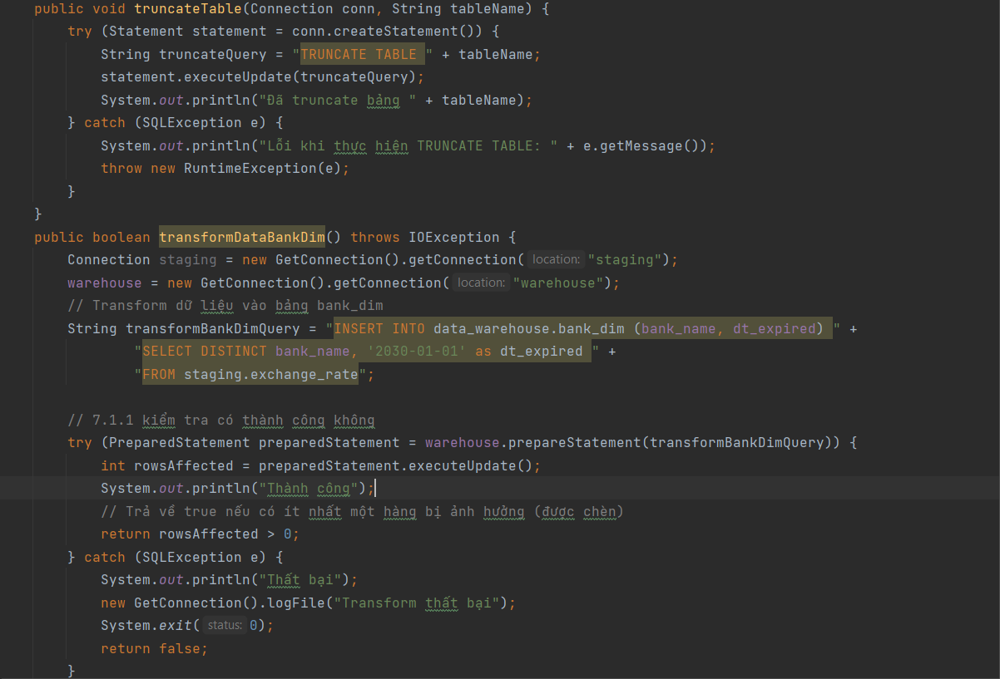 public void truncateTable(Connection conn, String tableName) {
try (Statement statement = conn.createStatement()) {
String truncateQuery = "TRUNCATE TABLE " + tableName;
statement.executeUpdate(truncateQuery);
System.out.println("Đã truncate bảng " + tableName);
} catch (SQLException e) {
System.out.println("Lỗi khi thực hiện TRUNCATE TABLE: " + e.getMessage());
throw new RuntimeException(e);
}
}
public boolean transformDataBankDim() throws IOException {
Connection staging = new GetConnection().getConnection( location: "staging");
warehouse = new GetConnection().getConnection( location: "warehouse");
// Transform dữ liệu vào bảng bank_dim
String transformBankDimQuery = "INSERT INTO data_warehouse.bank_dim (bank_name, dt_expired) " +
"SELECT DISTINCT bank_name, '2030-01-01' as dt_expired " +
"FROM staging.exchange_rate";
// 7.1.1 kiểm tra có thành công không
try (PreparedStatement preparedStatement = warehouse.prepareStatement(transformBankDimQuery)) {
int rowsAffected = preparedStatement.executeUpdate();
System.out.println("Thành công");
// Trả về true nếu có ít nhất một hàng bị ảnh hưởng (được chèn)
return rowsAffected > 0;
} catch (SQLException e) {
System.out.println("Thất bại");
new GetConnection().logFile("Transform thất bại");
System.exit( status: 0);
return false;
}